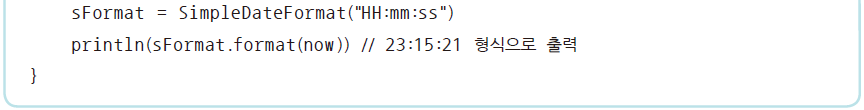 sFormat = SimpleDateFormat("HH:mm:ss")
println(sFormat.format(now)) // 23:15:21 형식으로 출력
}